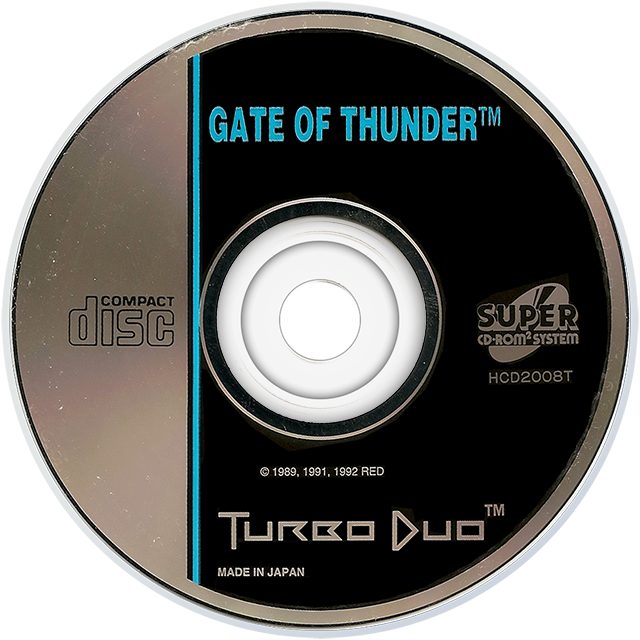 GATE OF THUNDER™
COMPACT
disc
SUPER
CD-ROM² SYSTEM
HCD2008T
© 1989, 1991, 1992 RED
TURBO DUO™
MADE IN JAPAN